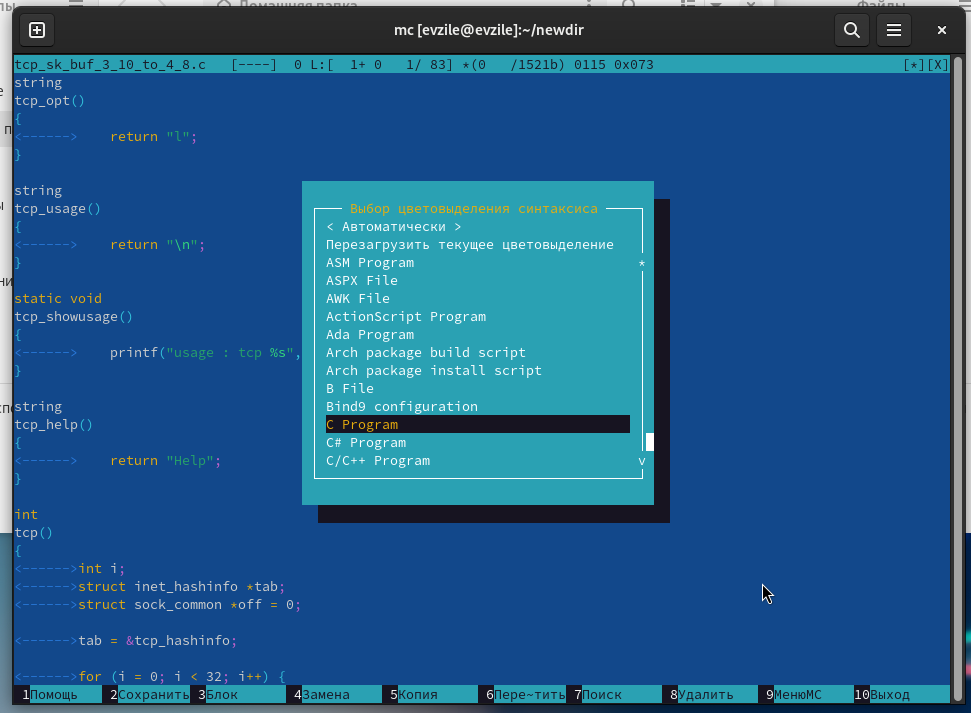 Домашняя папка
Файлы
mc [evzile@evzile]:~/newdir
tcp_sk_buf_3_10_to_4_8.c [----] 0 L:[ 1+ 0 1/ 83] *(0 /1521b) 0115 0x073 [*][X]
string
tcp_opt()
{
<------> return "l";
}
string
tcp_usage()
{
<------> return "\n";
}
static void
tcp_showusage()
{
<------> printf("usage : tcp %s",
}
string
tcp_help()
{
<------> return "Help";
}
int
tcp()
{
<------>int i;
<------>struct inet_hashinfo *tab;
<------>struct sock_common *off = 0;
<------>tab = &tcp_hashinfo;
<------>for (i = 0; i < 32; i++) {
Выбор цветовыделения синтаксиса
< Автоматически >
Перезагрузить текущее цветовыделение
ASM Program
ASPX File
AWK File
ActionScript Program
Ada Program
Arch package build script
Arch package install script
B File
Bind9 configuration
C Program
C# Program
C/C++ Program
1Помощь 2Сохранить 3Блок 4Замена 5Копия 6Пере~тить 7Поиск 8Удалить 9МенюМС 10Выход